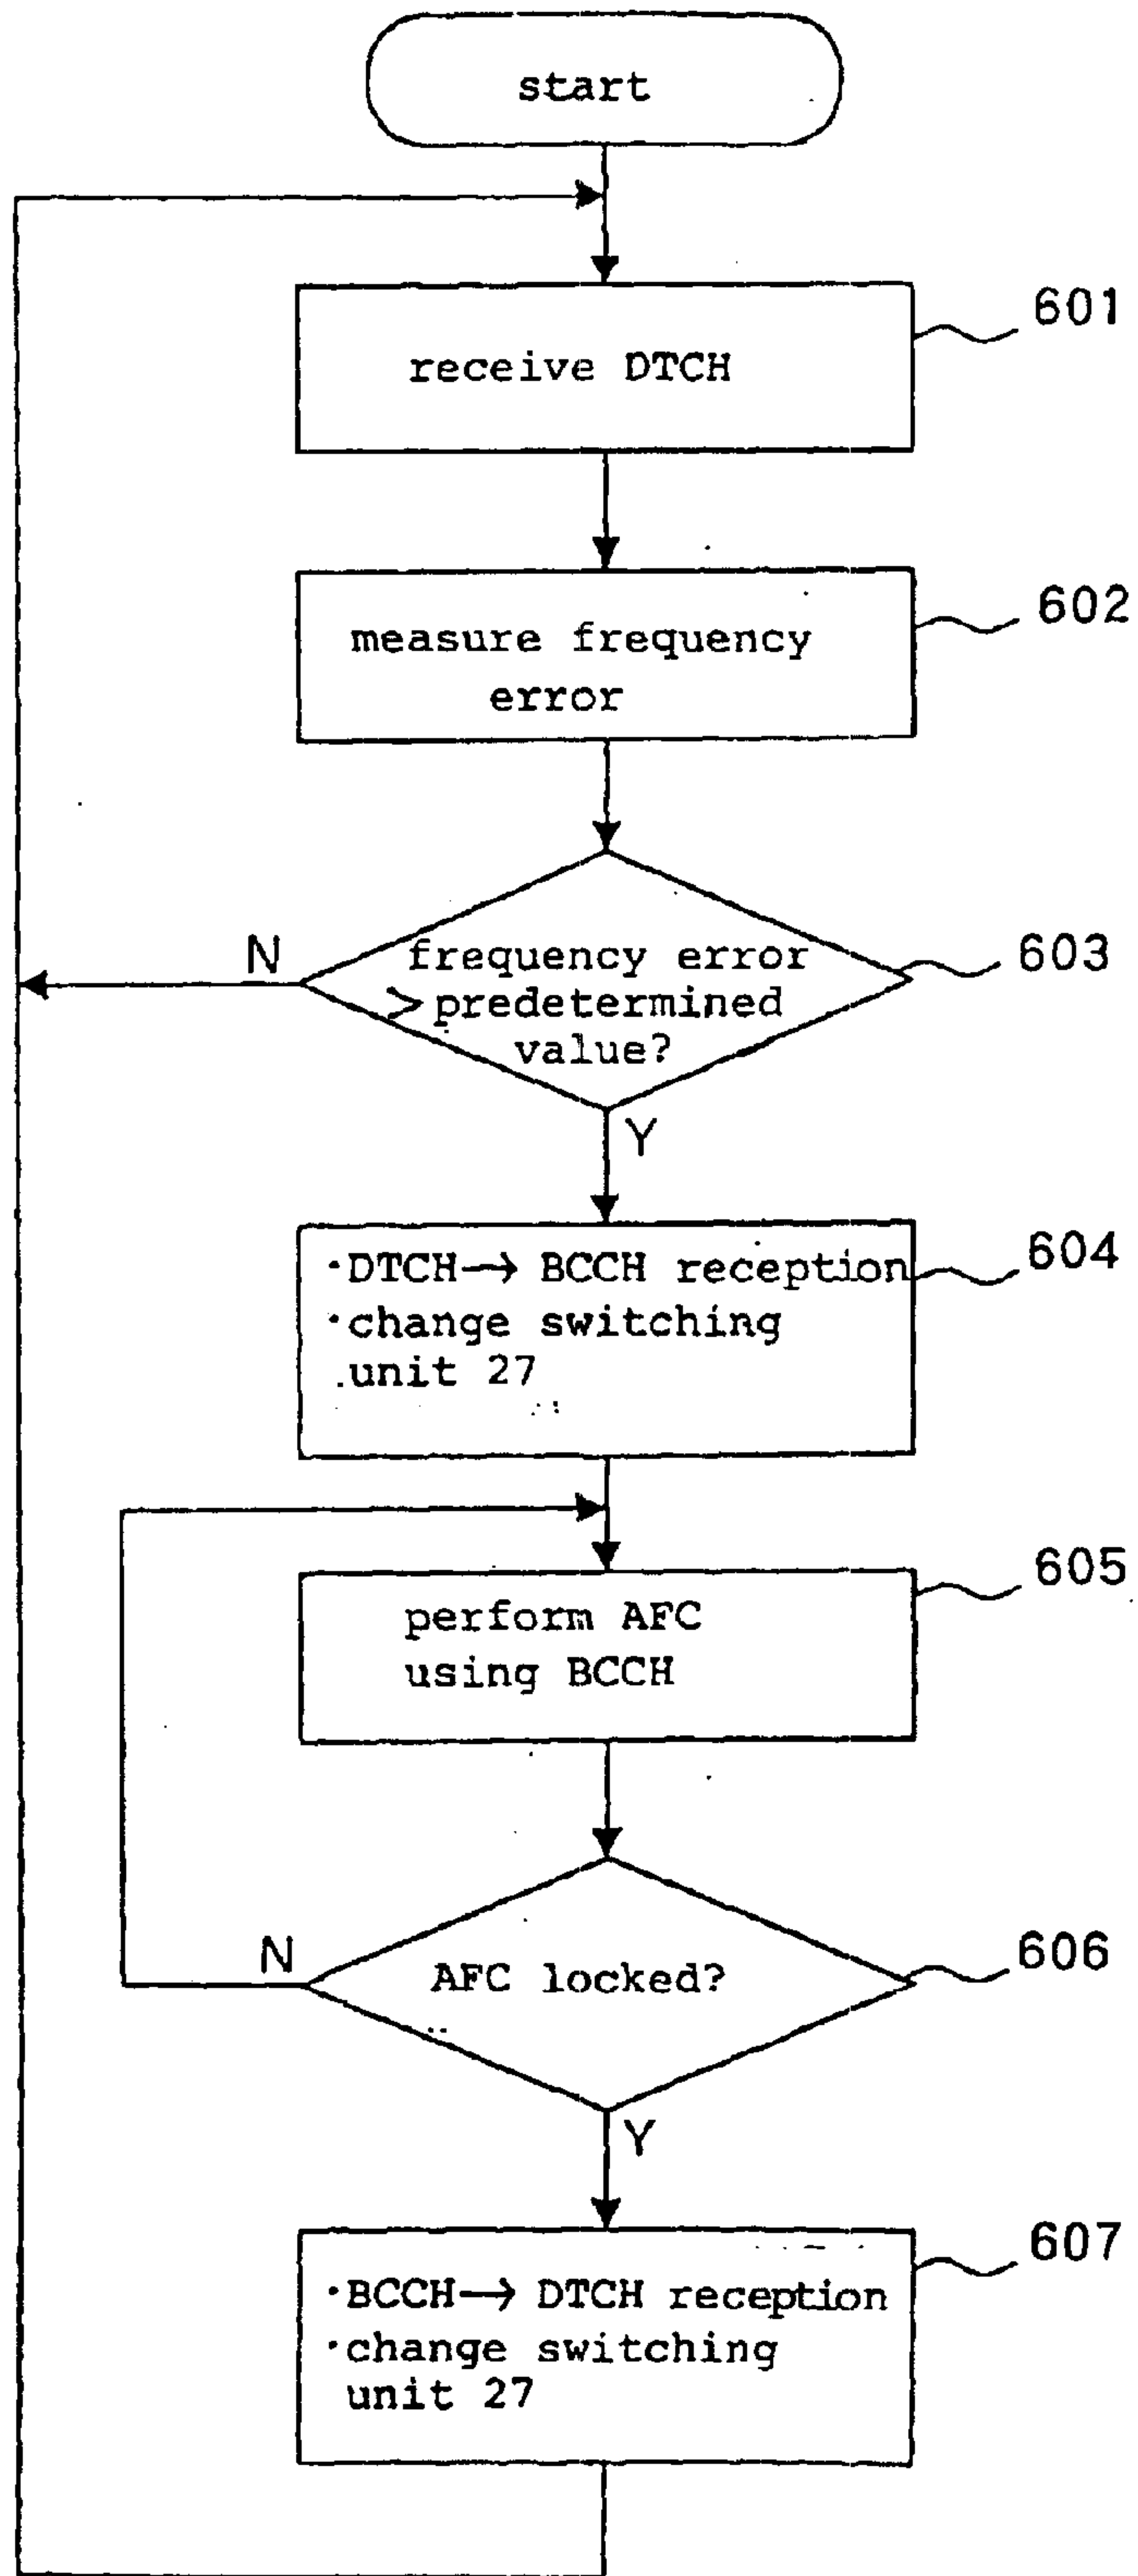 start
601
receive DTCH
602
measure frequency
error
603
N
frequency error
>predetermined
value?
Y
604
·DTCH→ BCCH reception
·change switching
unit 27
605
perform AFC
using BCCH
606
N
AFC locked?
Y
607
·BCCH→ DTCH reception
·change switching
unit 27